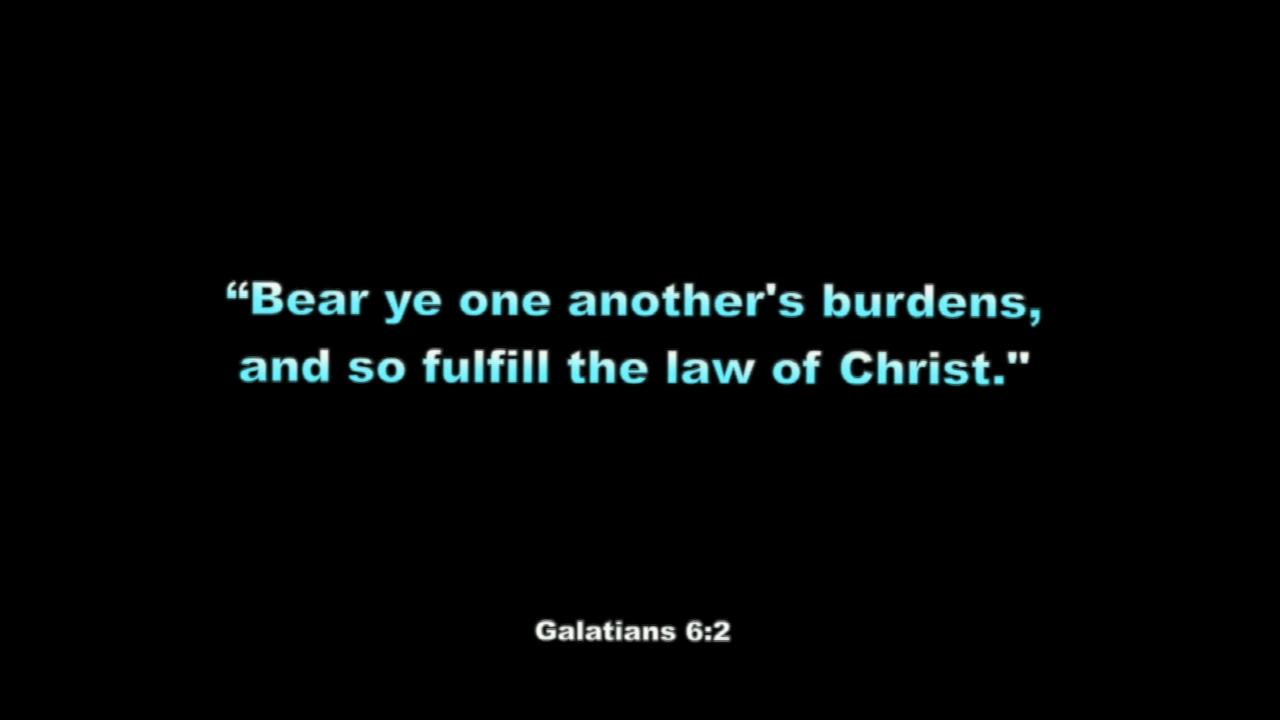 “Bear ye one another's burdens,
and so fulfill the law of Christ."
Galatians 6:2